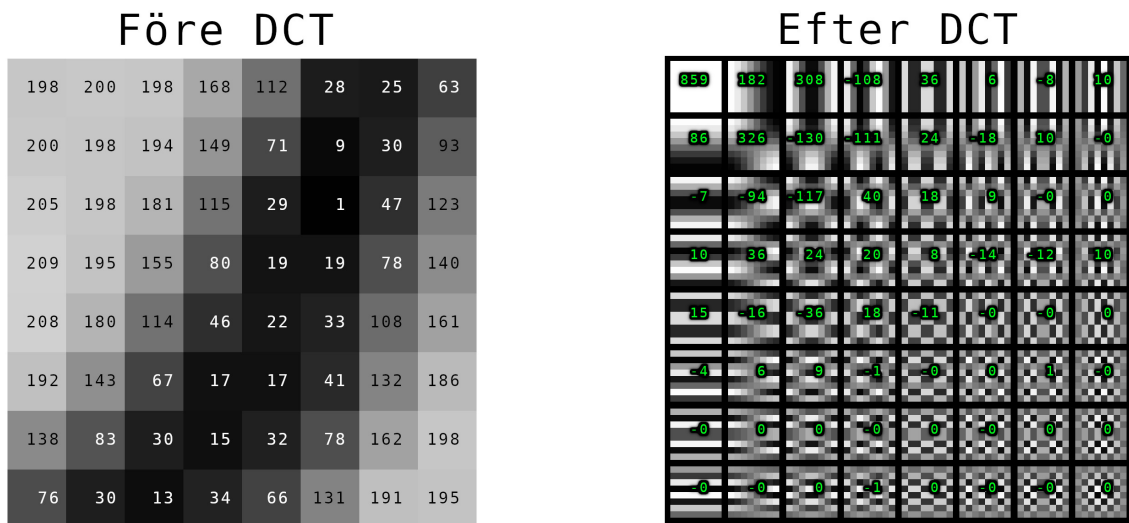 Före DCT
Efter DCT
198 200 198 168 112 28 25 63
200 198 194 149 71 9 30 93
205 198 181 115 29 1 47 123
209 195 155 80 19 19 78 140
208 180 114 46 22 33 108 161
192 143 67 17 17 41 132 186
138 83 30 15 32 78 162 198
76 30 13 34 66 131 191 195
859 182 308 -108 36 6 -8 10
86 326 -130 -111 24 -18 10 -0
-7 -94 -117 40 18 9 -0 0
10 36 24 20 8 -14 -12 10
15 -16 -36 18 -11 -0 -0 0
-4 6 9 -1 -0 0 1 -0
-0 0 0 -0 0 -0 -0 0
-0 -0 0 -1 0 -0 -0 0